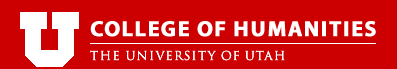 U
COLLEGE OF HUMANITIES
THE UNIVERSITY OF UTAH